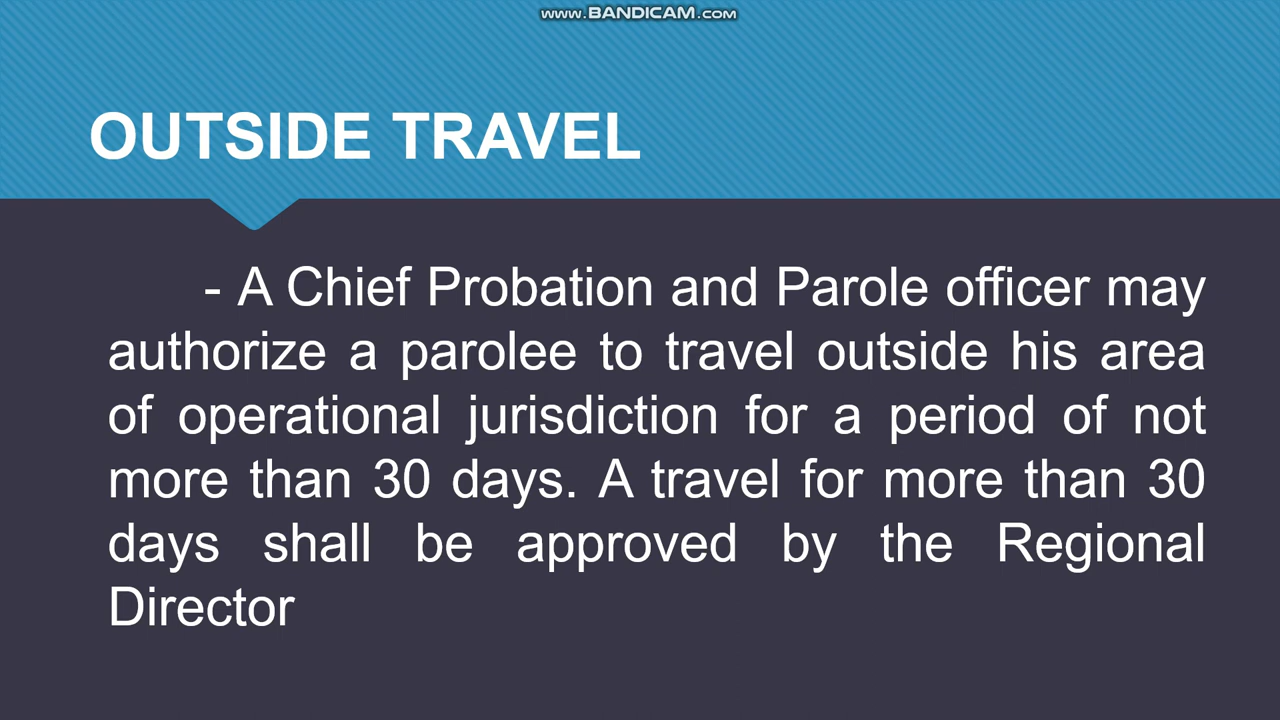 www.BANDICAM.com
OUTSIDE TRAVEL
- A Chief Probation and Parole officer may
authorize a parolee to travel outside his area
of operational jurisdiction for a period of not
more than 30 days. A travel for more than 30
days shall be approved by the Regional
Director